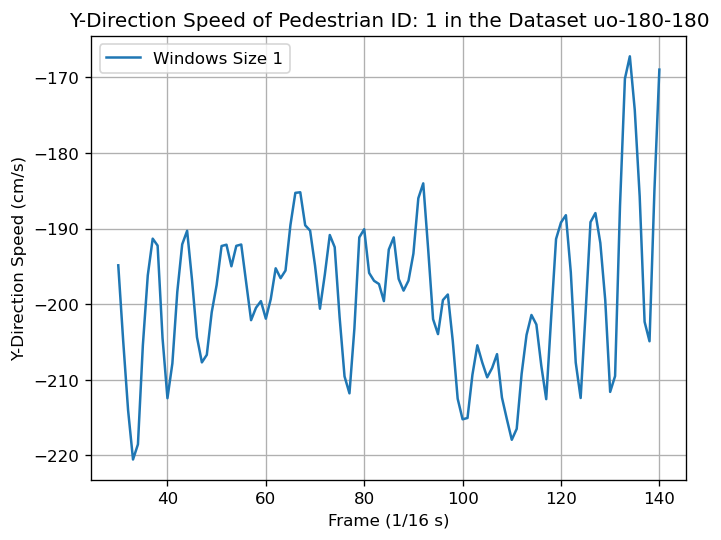 Y-Direction Speed of Pedestrian ID: 1 in the Dataset uo-180-180
Windows Size 1
−170
−180
−190
−200
−210
−220
Y-Direction Speed (cm/s)
40 60 80 100 120 140
Frame (1/16 s)